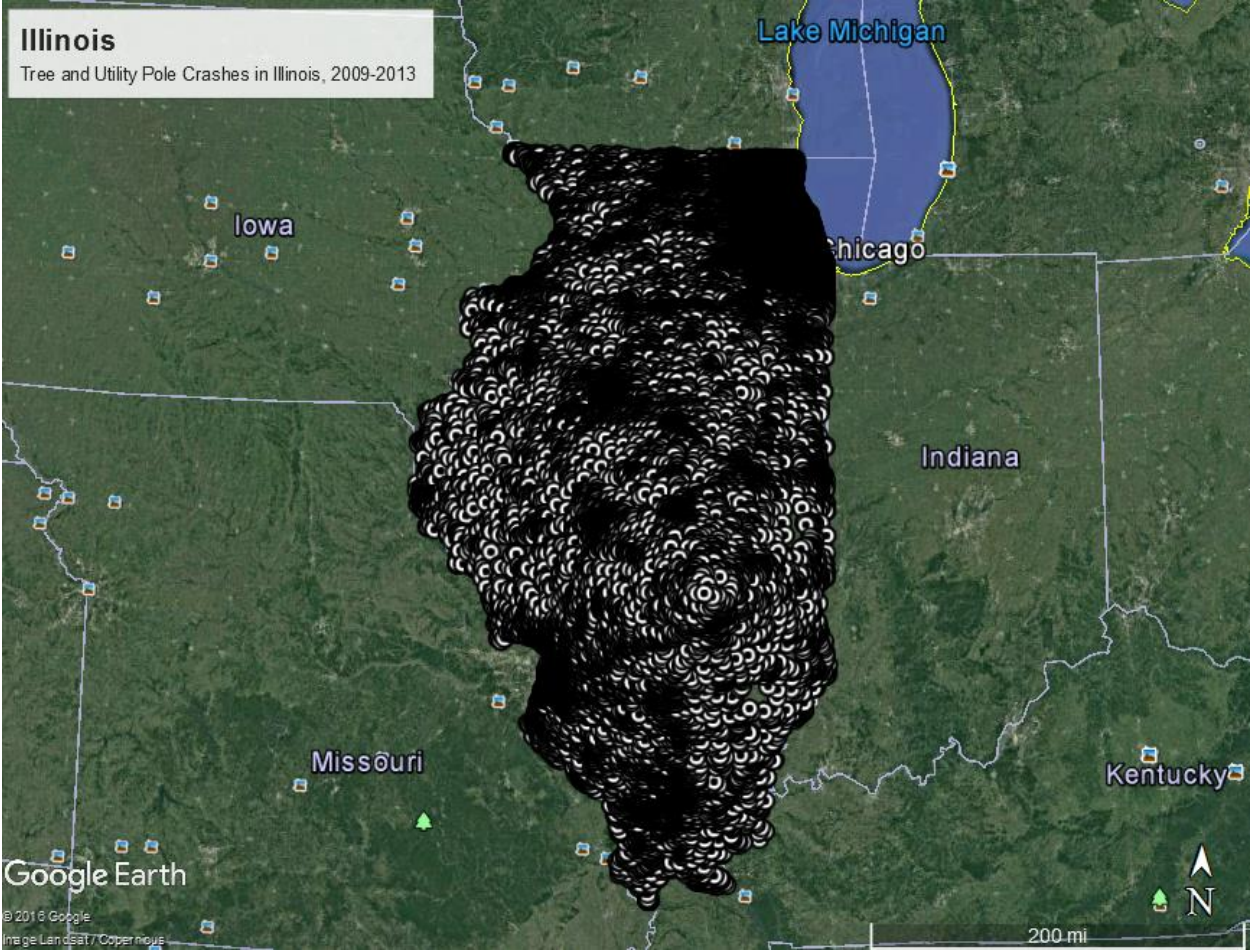 Illinois
Tree and Utility Pole Crashes in Illinois, 2009-2013
Lake Michigan
Iowa
Chicago
Indiana
Missouri
Kentucky
Google Earth
N
© 2016 Google
Image Landsat / Copernicus
200 mi